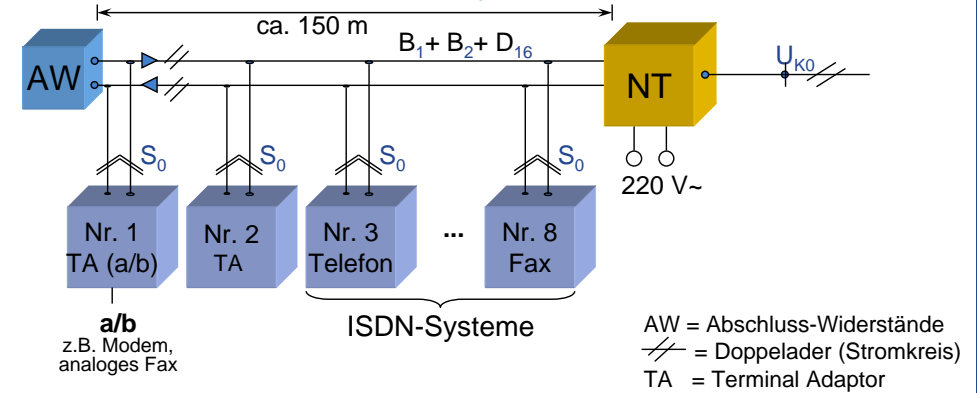 ca. 150 m
B1+ B2+ D16
AW
NT
UK0
S0
S0
S0
S0
220 V~
Nr. 1
TA (a/b)
Nr. 2
TA
Nr. 3
Telefon
...
Nr. 8
Fax
a/b
z.B. Modem,
analoges Fax
ISDN-Systeme
AW = Abschluss-Widerstände
= Doppelader (Stromkreis)
TA = Terminal Adaptor